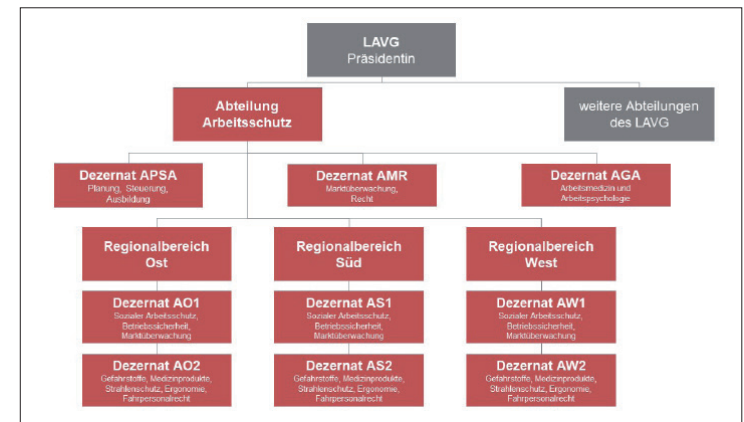 LAVG
Präsidentin
Abteilung
Arbeitsschutz
weitere Abteilungen
des LAVG
Dezernat APSA
Planung, Steuerung,
Ausbildung
Dezernat AMR
Marktüberwachung,
Recht
Dezernat AGA
Arbeitsmedizin und
Arbeitspsychologie
Regionalbereich
Ost
Regionalbereich
Süd
Regionalbereich
West
Dezernat AO1
Sozialer Arbeitsschutz,
Betriebssicherheit,
Marktüberwachung
Dezernat AS1
Sozialer Arbeitsschutz,
Betriebssicherheit,
Marktüberwachung
Dezernat AW1
Sozialer Arbeitsschutz,
Betriebssicherheit,
Marktüberwachung
Dezernat AO2
Gefahrstoffe, Medizinprodukte,
Strahlenschutz, Ergonomie,
Fahrpersonalrecht
Dezernat AS2
Gefahrstoffe, Medizinprodukte,
Strahlenschutz, Ergonomie,
Fahrpersonalrecht
Dezernat AW2
Gefahrstoffe, Medizinprodukte,
Strahlenschutz, Ergonomie,
Fahrpersonalrecht